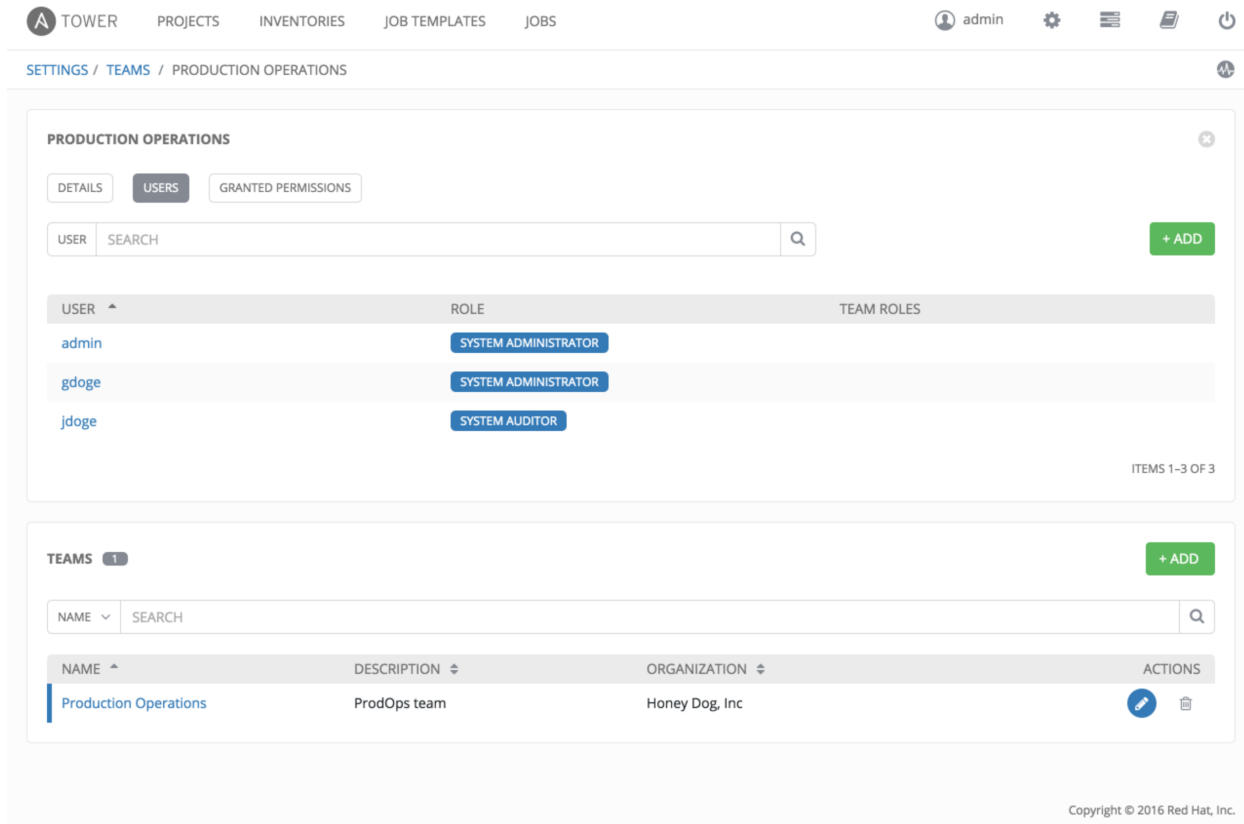 A TOWER PROJECTS INVENTORIES JOB TEMPLATES JOBS admin
SETTINGS / TEAMS / PRODUCTION OPERATIONS
PRODUCTION OPERATIONS
DETAILS USERS GRANTED PERMISSIONS
USER SEARCH + ADD
USER ROLE TEAM ROLES
admin SYSTEM ADMINISTRATOR
gdoge SYSTEM ADMINISTRATOR
jdoge SYSTEM AUDITOR
ITEMS 1–3 OF 3
TEAMS 1 + ADD
NAME SEARCH
NAME DESCRIPTION ORGANIZATION ACTIONS
Production Operations ProdOps team Honey Dog, Inc
Copyright © 2016 Red Hat, Inc.